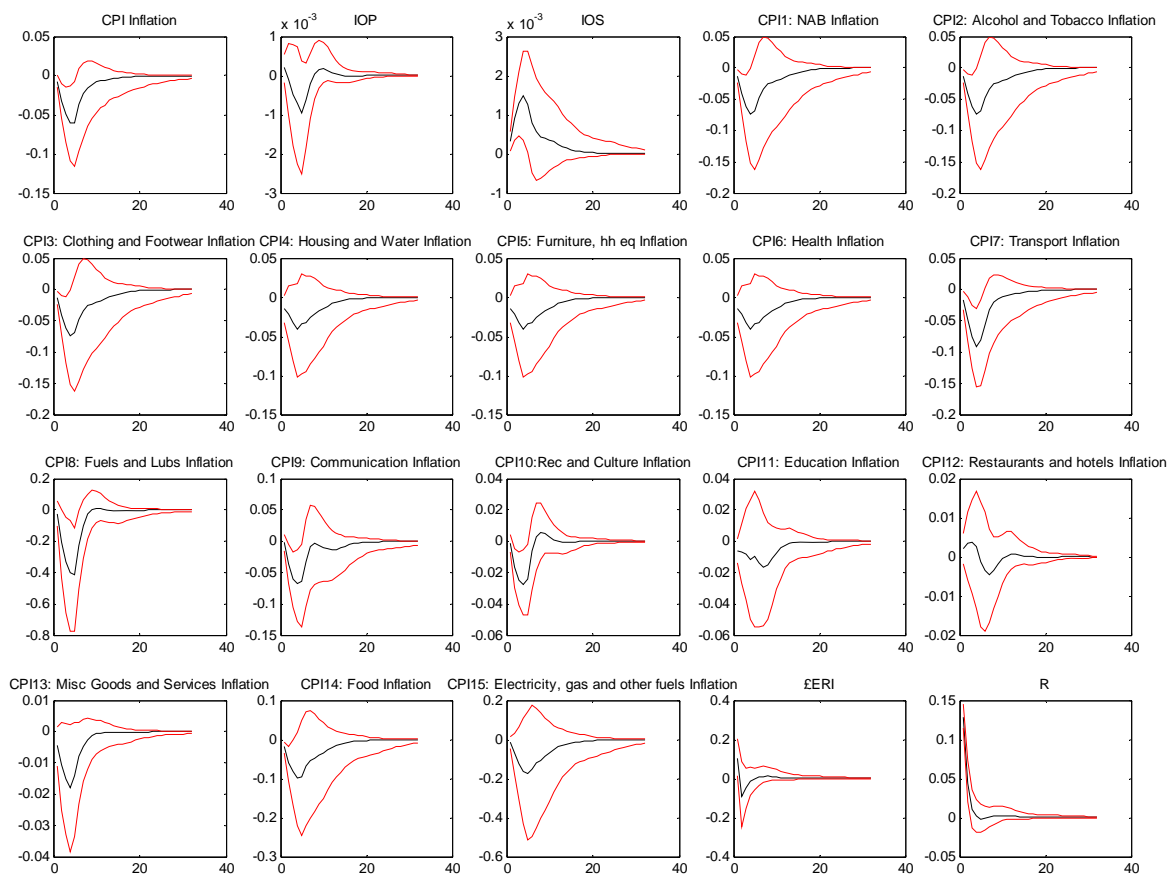 CPI Inflation
0.05
0
-0.05
-0.1
-0.15
0 20 40
x 10-3
IOP
1
0
-1
-2
-3
0 20 40
x 10-3
IOS
3
2
1
0
-1
0 20 40
CPI1: NAB Inflation
0.05
0
-0.05
-0.1
-0.15
-0.2
0 20 40
CPI2: Alcohol and Tobacco Inflation
0.05
0
-0.05
-0.1
-0.15
-0.2
0 20 40
CPI3: Clothing and Footwear Inflation
0.05
0
-0.05
-0.1
-0.15
-0.2
0 20 40
CPI4: Housing and Water Inflation
0.05
0
-0.05
-0.1
-0.15
0 20 40
CPI5: Furniture, hh eq Inflation
0.05
0
-0.05
-0.1
-0.15
0 20 40
CPI6: Health Inflation
0.05
0
-0.05
-0.1
-0.15
0 20 40
CPI7: Transport Inflation
0.05
0
-0.05
-0.1
-0.15
-0.2
0 20 40
CPI8: Fuels and Lubs Inflation
0.2
0
-0.2
-0.4
-0.6
-0.8
0 20 40
CPI9: Communication Inflation
0.1
0.05
0
-0.05
-0.1
-0.15
0 20 40
CPI10:Rec and Culture Inflation
0.04
0.02
0
-0.02
-0.04
-0.06
0 20 40
CPI11: Education Inflation
0.04
0.02
0
-0.02
-0.04
-0.06
0 20 40
CPI12: Restaurants and hotels Inflation
0.02
0.01
0
-0.01
-0.02
0 20 40
CPI13: Misc Goods and Services Inflation
0.01
0
-0.01
-0.02
-0.03
-0.04
0 20 40
CPI14: Food Inflation
0.1
0
-0.1
-0.2
-0.3
0 20 40
CPI15: Electricity, gas and other fuels Inflation
0.2
0
-0.2
-0.4
-0.6
0 20 40
£ERI
0.4
0.2
0
-0.2
-0.4
0 20 40
R
0.15
0.1
0.05
0
-0.05
0 20 40